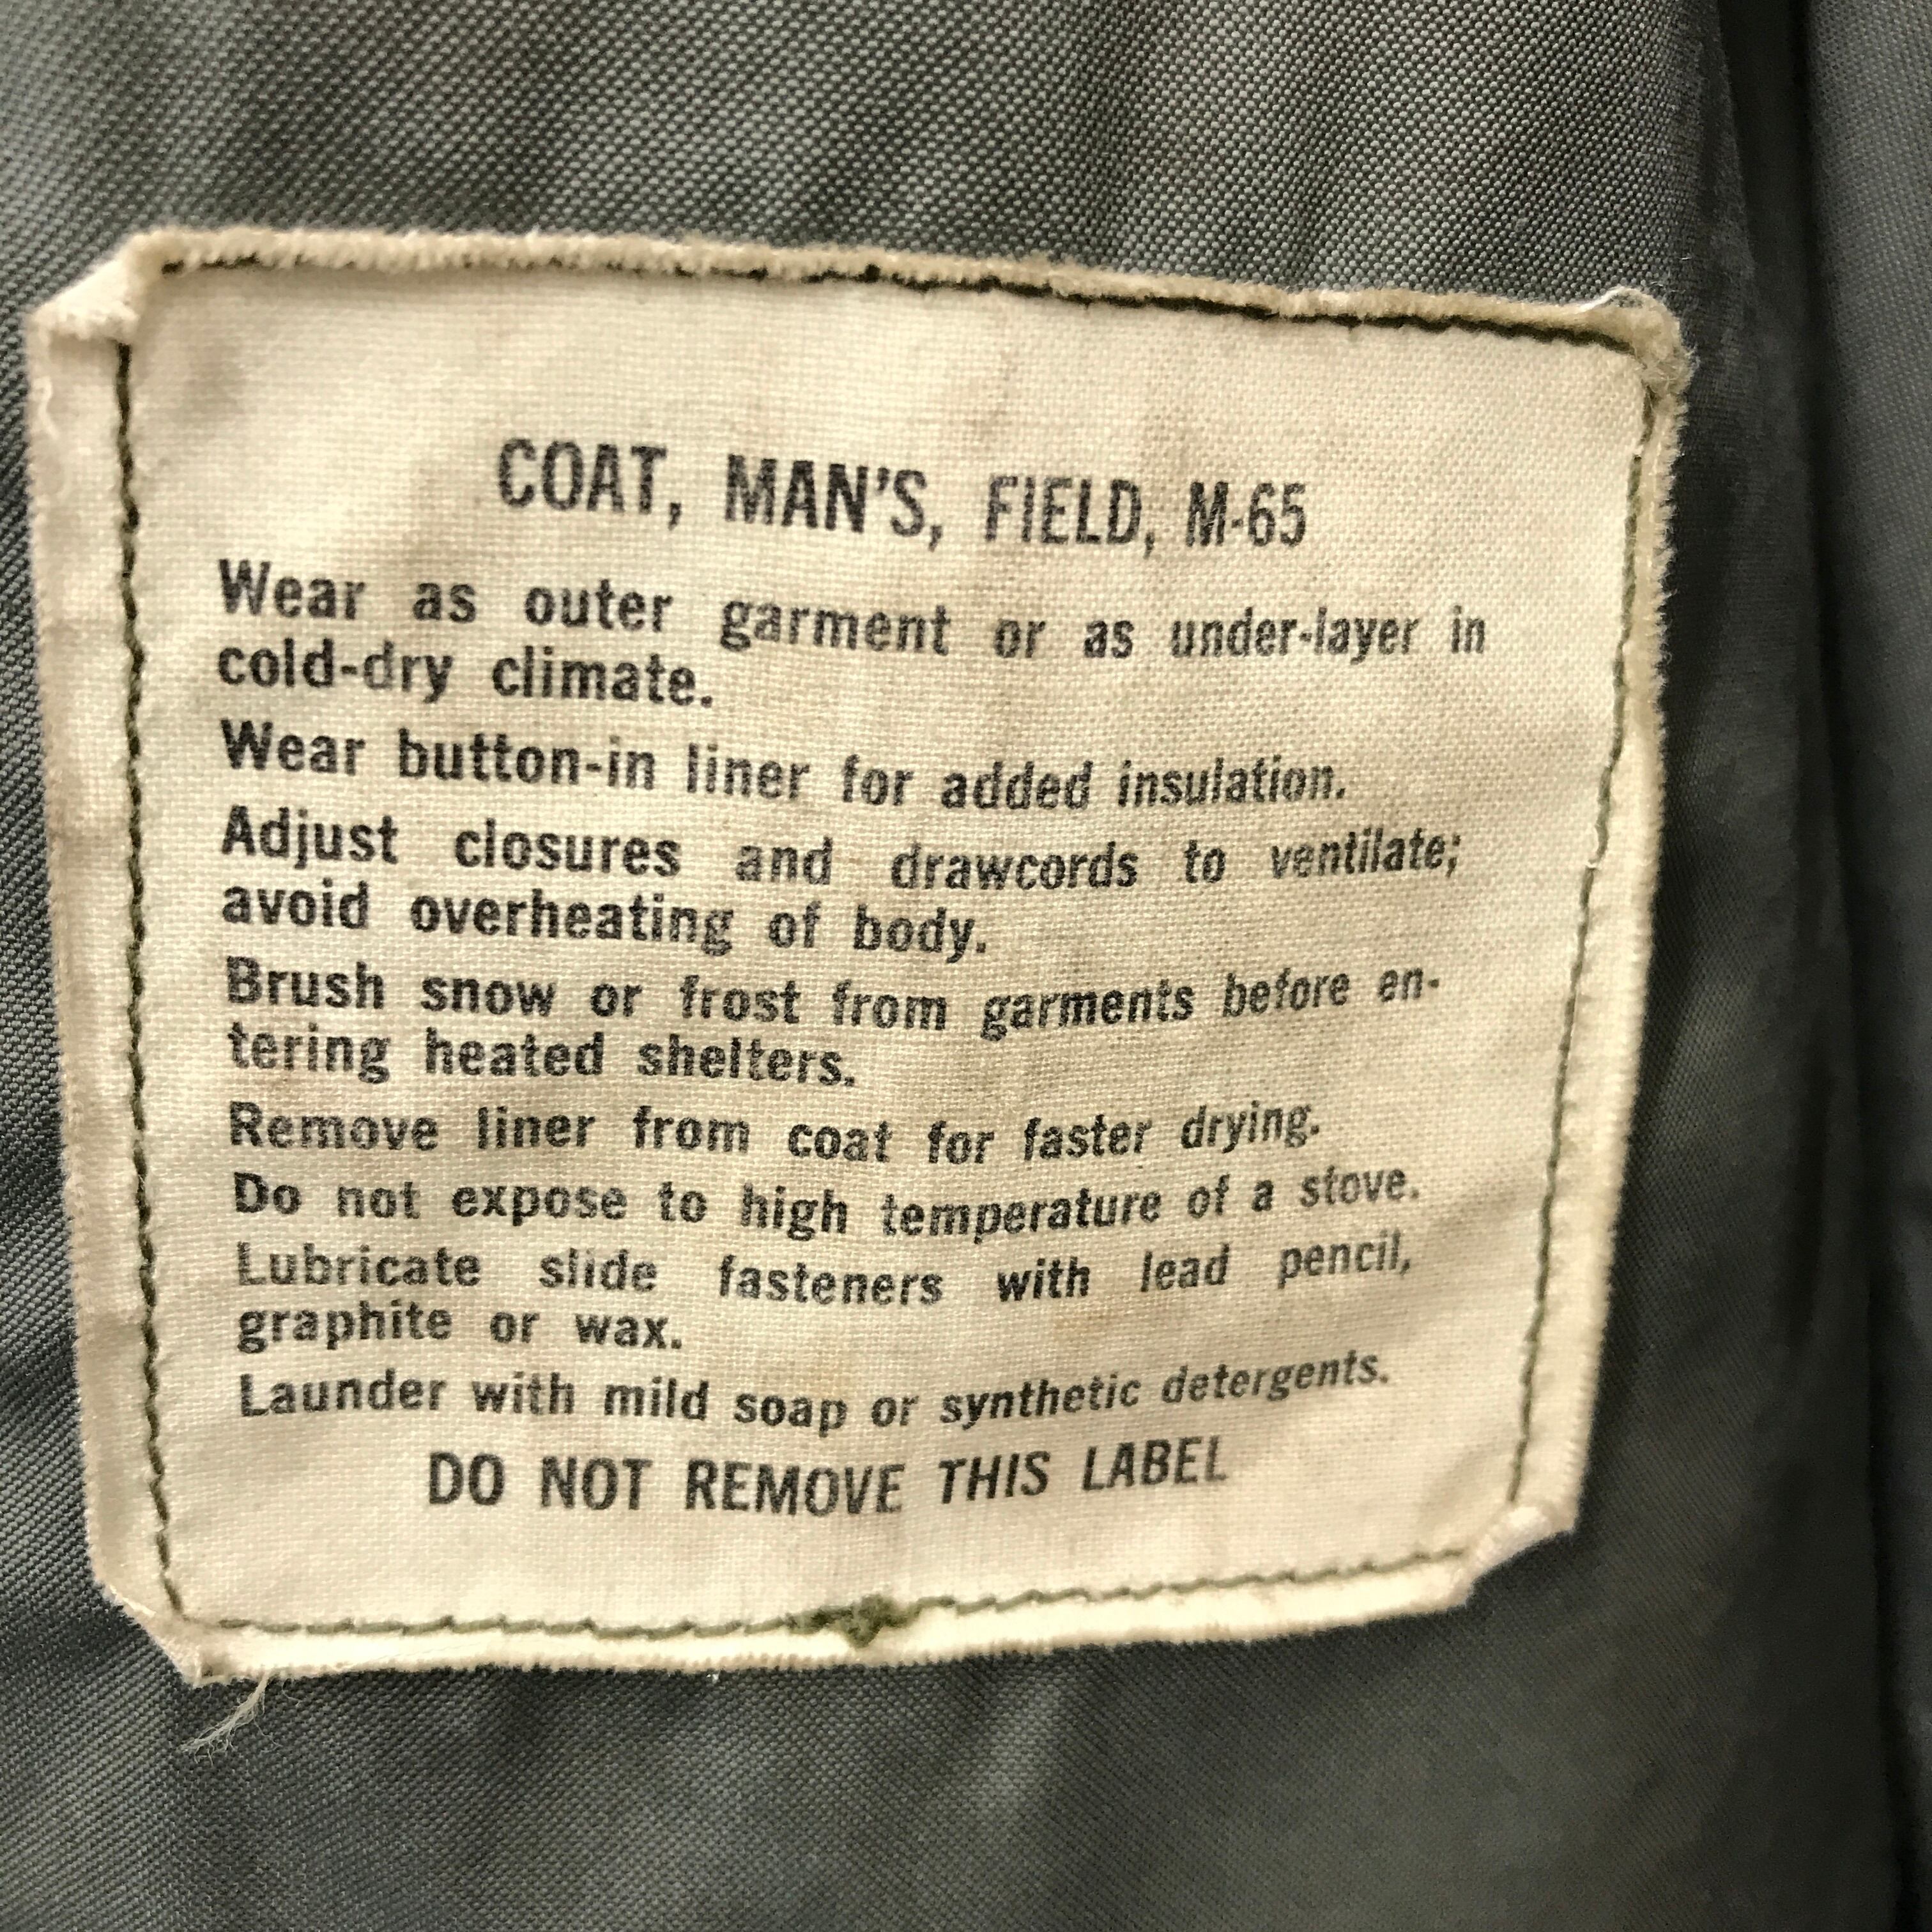 COAT, MAN'S, FIELD, M-65
Wear as outer garment or as under-layer in
cold-dry climate.
Wear button-in liner for added insulation.
Adjust closures and drawcords to ventilate;
avoid overheating of body.
Brush snow or frost from garments before en-
tering heated shelters.
Remove liner from coat for faster drying.
Do not expose to high temperature of a stove.
Lubricate slide fasteners with lead pencil,
graphite or wax.
Launder with mild soap or synthetic detergents.
DO NOT REMOVE THIS LABEL